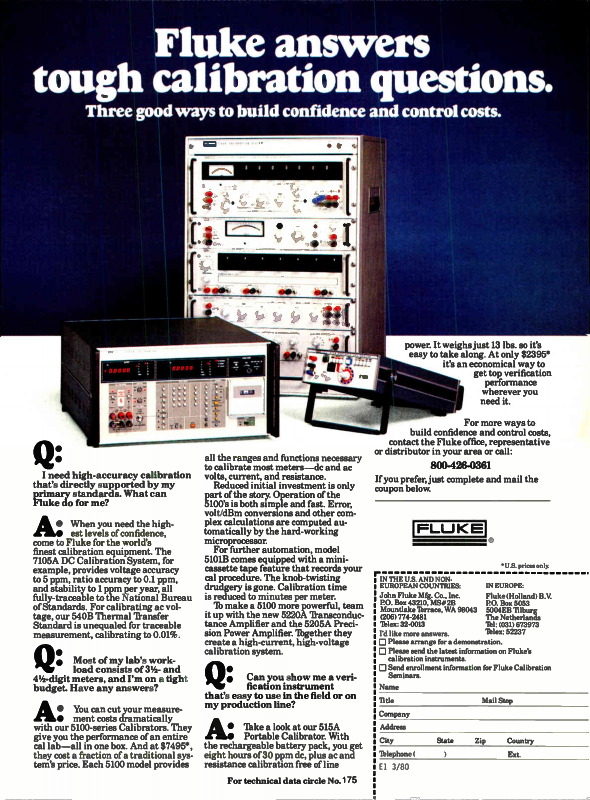 Fluke answers
tough calibration questions.
Three good ways to build confidence and control costs.
Q:
I need high-accuracy calibration
that's directly supported by my
primary standards. What can
Fluke do for me?
A: When you need the high-
est levels of confidence,
come to Fluke for the world's
finest calibration equipment. The
7105A DC Calibration System, for
example, provides voltage accuracy
to 5 ppm, ratio accuracy to 0.1 ppm,
and stability to 1 ppm per year, all
fully-traceable to the National Bureau
of Standards. For calibrating ac vol-
tage, our 540B Thermal Transfer
Standard is unequaled for traceable
measurement, calibrating to 0.01%.
Q: Most of my lab's work-
load consists of 3½- and
4½-digit meters, and I'm on a tight
budget. Have any answers?
A: You can cut your measure-
ment costs dramatically
with our 5100-series Calibrators. They
give you the performance of an entire
cal lab—all in one box. And at $7495*,
they cost a fraction of a traditional sys-
tem's price. Each 5100 model provides
all the ranges and functions necessary
to calibrate most meters—dc and ac
volts, current, and resistance.
Reduced initial investment is only
part of the story. Operation of the
5100's is both simple and fast. Error,
volt/dBm conversions and other com-
plex calculations are computed au-
tomatically by the hard-working
microprocessor.
For further automation, model
5101B comes equipped with a mini-
cassette tape feature that records your
cal procedure. The knob-twisting
drudgery is gone. Calibration time
is reduced to minutes per meter.
To make a 5100 more powerful, team
it up with the new 5220A Transconduc-
tance Amplifier and the 5205A Preci-
sion Power Amplifier. Together they
create a high-current, high-voltage
calibration system.
Q: Can you show me a veri-
fication instrument
that's easy to use in the field or on
my production line?
A: Take a look at our 515A
Portable Calibrator. With
the rechargeable battery pack, you get
eight hours of 30 ppm dc, plus ac and
resistance calibration free of line
power. It weighs just 13 lbs. so it's
easy to take along. At only $2395*
it's an economical way to
get top verification
performance
wherever you
need it.
For more ways to
build confidence and control costs,
contact the Fluke office, representative
or distributor in your area or call:
800-426-0361
If you prefer, just complete and mail the
coupon below.
FLUKE
®
*U.S. prices only.
IN THE U.S. AND NON-
EUROPEAN COUNTRIES:
John Fluke Mfg. Co., Inc.
P.O. Box 43210, MS#2B
Mountlake Terrace, WA 98043
(206) 774-2481
Telex: 32-0013
IN EUROPE:
Fluke (Holland) B.V.
P.O. Box 5053
5004EB Tilburg
The Netherlands
Tel: (013) 673973
Telex: 52237
I'd like more answers.
Please arrange for a demonstration.
Please send the latest information on Fluke's
calibration instruments.
Send enrollment information for Fluke Calibration
Seminars.
Name
Title Mail Stop
Company
Address
City State Zip Country
Telephone ( ) Ext.
E1 3/80
For technical data circle No. 175